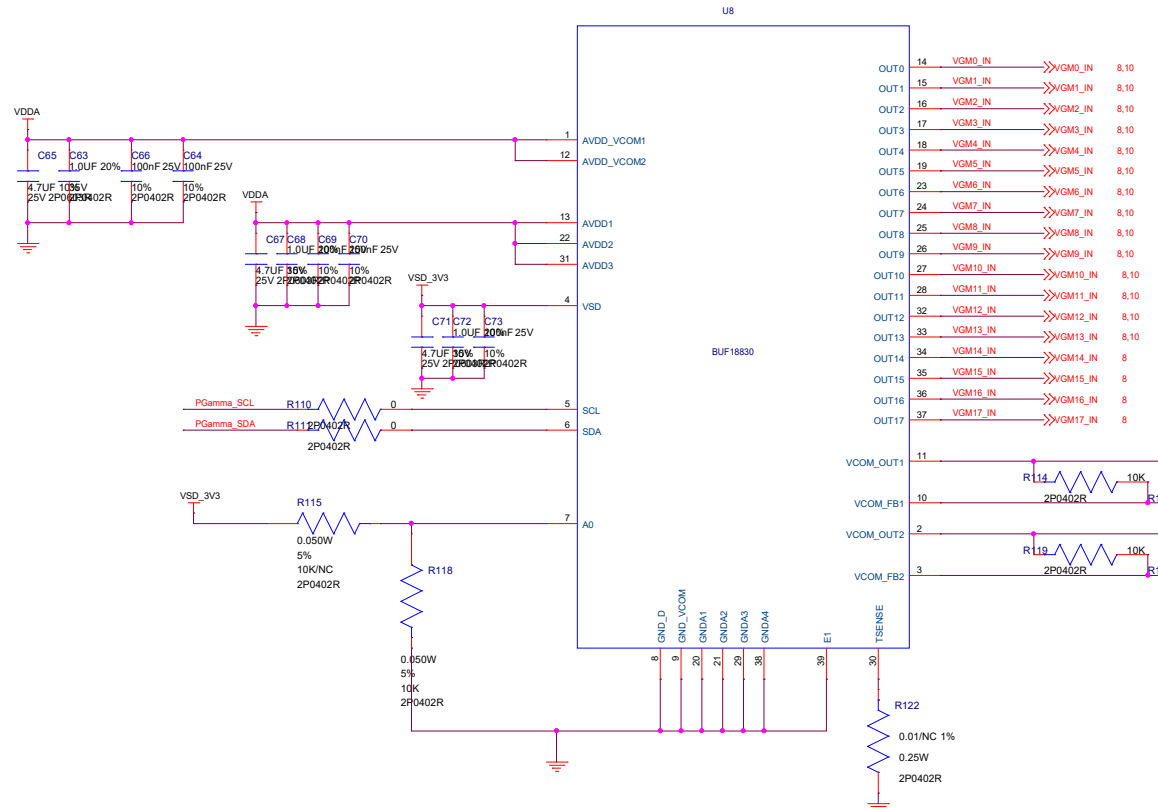 U8
BUF18830
VDDA
C65
4.7UF 10%
25V 2P0603R
C63
1.0UF 20%
35V
2P0402R
C66
100nF 25V
10%
2P0402R
C64
100nF 25V
10%
2P0402R
1 AVDD_VCOM1
12 AVDD_VCOM2
VDDA
C67
4.7UF 10%
C68
1.0UF 20%
35V
C69
100nF 25V
10%
2P0402R
C70
100nF 25V
10%
2P0402R
13 AVDD1
22 AVDD2
31 AVDD3
VSD_3V3
4 VSD
C71
4.7UF 10%
C72
1.0UF 20%
35V
C73
100nF 25V
10%
2P0402R
PGamma_SCL
R110
0
2P0402R
5 SCL
PGamma_SDA
0
2P0402R
6 SDA
VSD_3V3
R115
0.050W
5%
10K/NC
2P0402R
7 A0
R118
0.050W
5%
10K
2P0402R
OUT0 14 VGM0_IN VGM0_IN 8,10
OUT1 15 VGM1_IN VGM1_IN 8,10
OUT2 16 VGM2_IN VGM2_IN 8,10
OUT3 17 VGM3_IN VGM3_IN 8,10
OUT4 18 VGM4_IN VGM4_IN 8,10
OUT5 19 VGM5_IN VGM5_IN 8,10
OUT6 23 VGM6_IN VGM6_IN 8,10
OUT7 24 VGM7_IN VGM7_IN 8,10
OUT8 25 VGM8_IN VGM8_IN 8,10
OUT9 26 VGM9_IN VGM9_IN 8,10
OUT10 27 VGM10_IN VGM10_IN 8,10
OUT11 28 VGM11_IN VGM11_IN 8,10
OUT12 32 VGM12_IN VGM12_IN 8,10
OUT13 33 VGM13_IN VGM13_IN 8,10
OUT14 34 VGM14_IN VGM14_IN 8
OUT15 35 VGM15_IN VGM15_IN 8
OUT16 36 VGM16_IN VGM16_IN 8
OUT17 37 VGM17_IN VGM17_IN 8
VCOM_OUT1 11
R114 10K
2P0402R
VCOM_FB1 10
VCOM_OUT2 2
R119 10K
2P0402R
VCOM_FB2 3
GND_D 8
GND_VCOM 9
GNDA1 20
GNDA2 21
GNDA3 29
GNDA4 38
E1 39
TSENSE 30
R122
0.01/NC 1%
0.25W
2P0402R